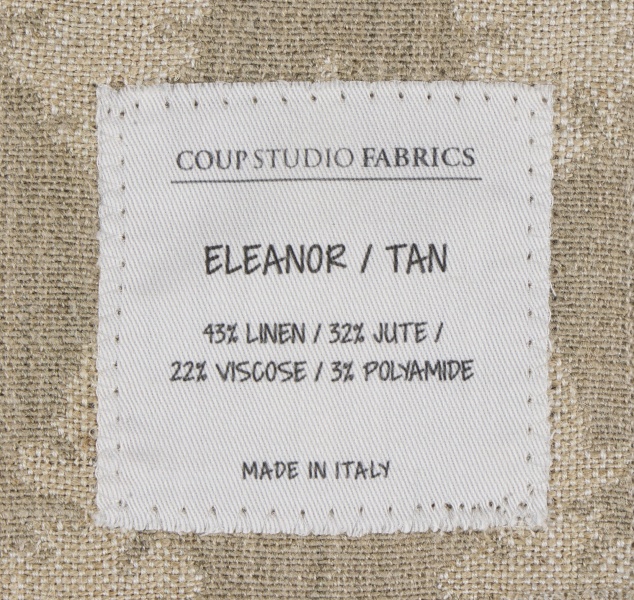 COUP STUDIO FABRICS
ELEANOR / TAN
43% LINEN / 32% JUTE /
22% VISCOSE / 3% POLYAMIDE
MADE IN ITALY